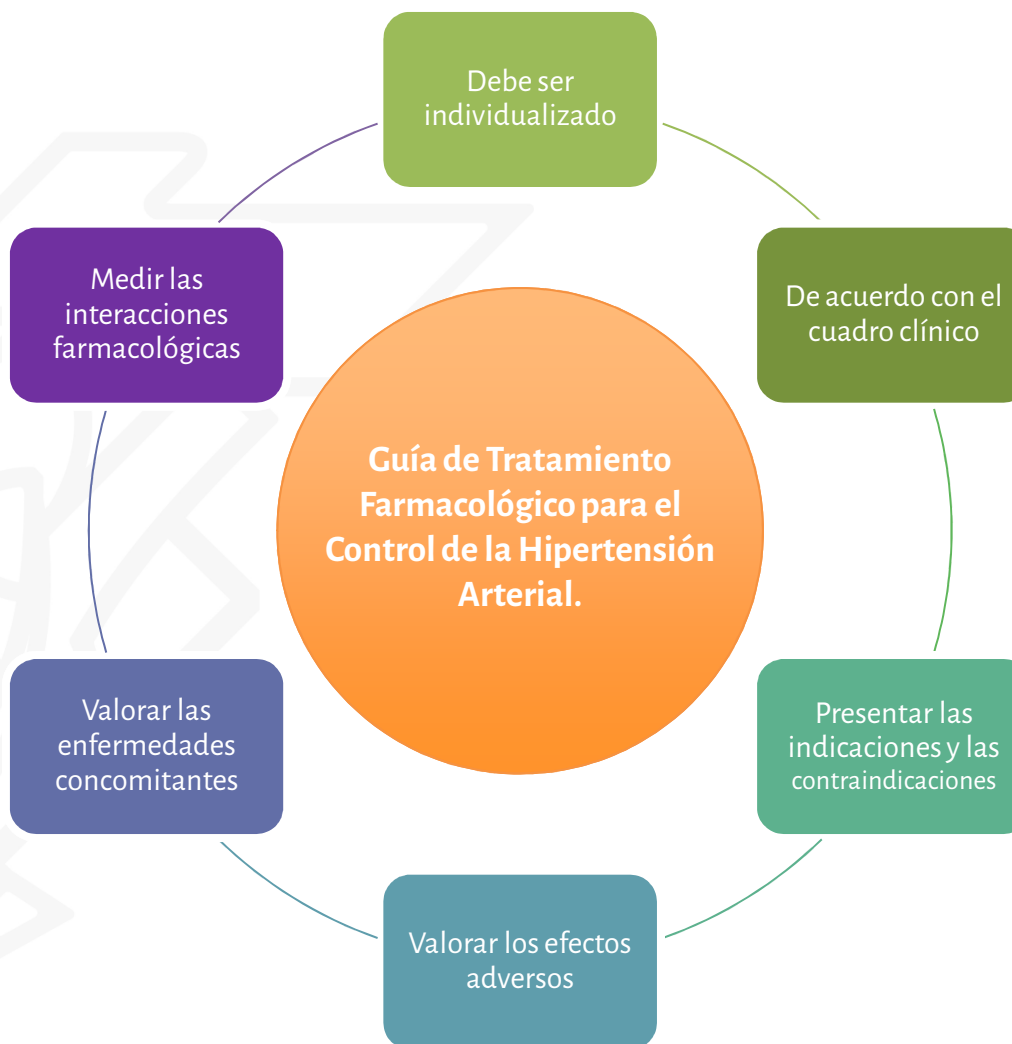 Debe ser
individualizado
De acuerdo con el
cuadro clínico
Presentar las
indicaciones y las
contraindicaciones
Valorar los efectos
adversos
Valorar las
enfermedades
concomitantes
Medir las
interacciones
farmacológicas
Guía de Tratamiento
Farmacológico para el
Control de la Hipertensión
Arterial.